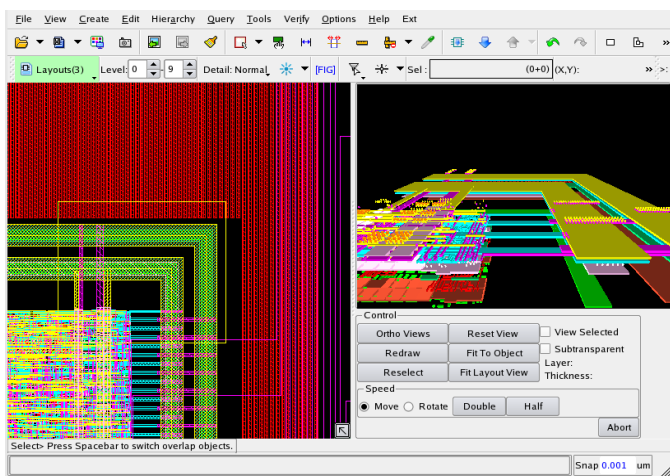 File View Create Edit Hierarchy Query Tools Verify Options Help Ext
Layouts(3) Level: 0 - 9 Detail: Normal [FIG] Sel : (0+0) (X,Y): » >:
Control
Ortho Views Reset View View Selected
Redraw Fit To Object Subtransparent
Layer:
Reselect Fit Layout View Thickness:
Speed
Move Rotate Double Half
Abort
Select> Press Spacebar to switch overlap objects.
Snap 0.001 um